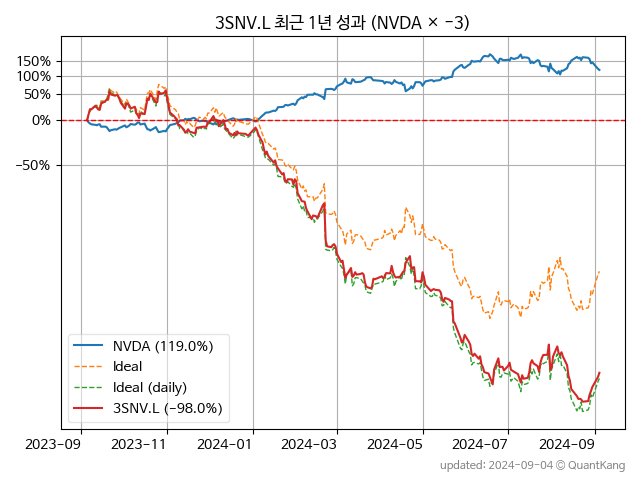 3SNV.L 최근 1년 성과 (NVDA × −3)
150%
100%
50%
0%
−50%
NVDA (119.0%)
Ideal
Ideal (daily)
3SNV.L (−98.0%)
2023-09 2023-11 2024-01 2024-03 2024-05 2024-07 2024-09
updated: 2024-09-04 © QuantKang